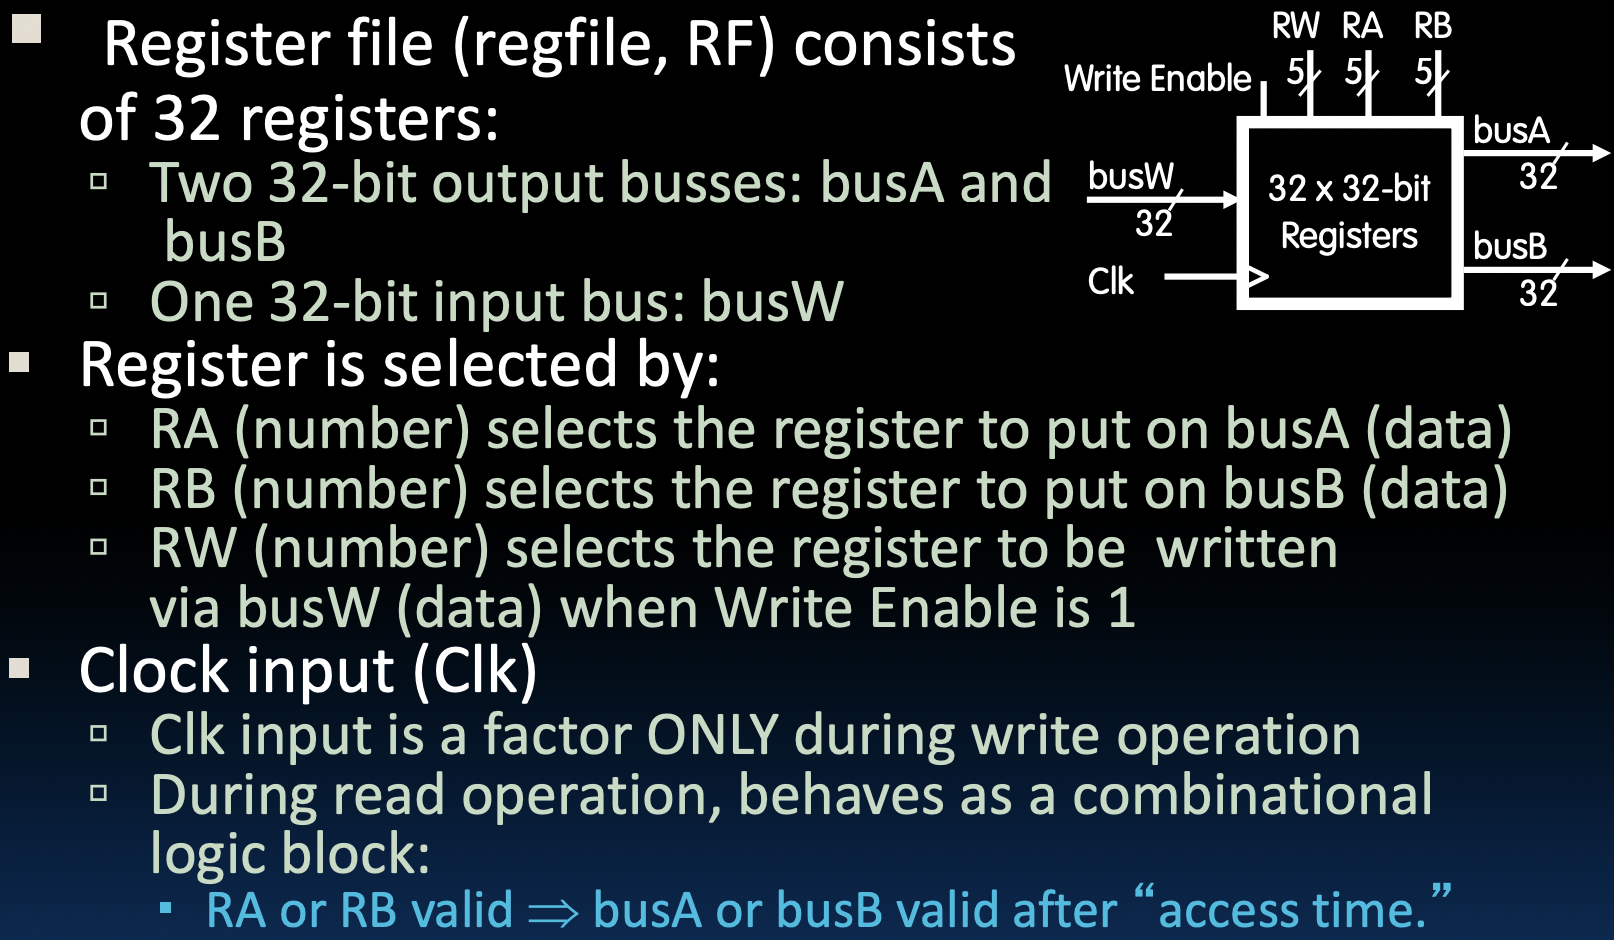 Register file (regfile, RF) consists
of 32 registers:
Two 32-bit output busses: busA and
busB
One 32-bit input bus: busW
Register is selected by:
RA (number) selects the register to put on busA (data)
RB (number) selects the register to put on busB (data)
RW (number) selects the register to be written
via busW (data) when Write Enable is 1
Clock input (Clk)
Clk input is a factor ONLY during write operation
During read operation, behaves as a combinational
logic block:
RA or RB valid ⇒ busA or busB valid after “access time.”
RW RA RB
Write Enable 5 5 5
busW
32
Clk
32 x 32-bit
Registers
busA
32
busB
32